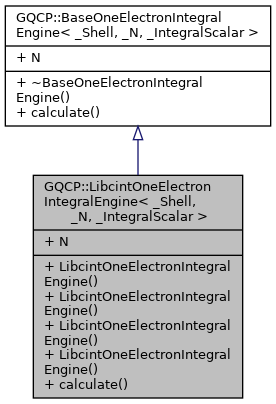 GQCP::BaseOneElectronIntegral
Engine< _Shell, _N, _IntegralScalar >
+ N
+ ~BaseOneElectronIntegral
Engine()
+ calculate()
GQCP::LibcintOneElectron
IntegralEngine< _Shell,
_N, _IntegralScalar >
+ N
+ LibcintOneElectronIntegral
Engine()
+ LibcintOneElectronIntegral
Engine()
+ LibcintOneElectronIntegral
Engine()
+ LibcintOneElectronIntegral
Engine()
+ calculate()